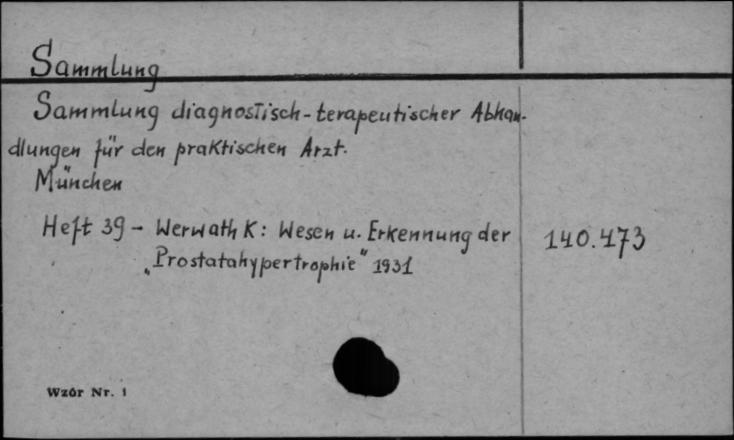 Sammlung
Sammlung diagnostisch-terapeutischer Abhan-
dlungen für den praktischen Arzt.
München
Heft 39 - Werwath K: Wesen u. Erkennung der 140.473
„Prostatahypertrophie" 1931
Wzór Nr. 1